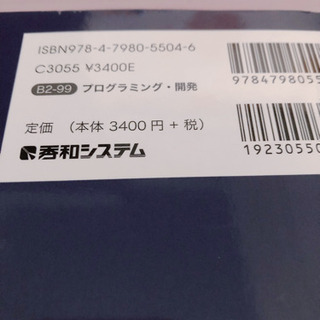 ISBN978-4-7980-5504-6
C3055 ¥3400E
B2-99 プログラミング・開発
定価 (本体 3400 円 + 税)
秀和システム
978479805
19230550